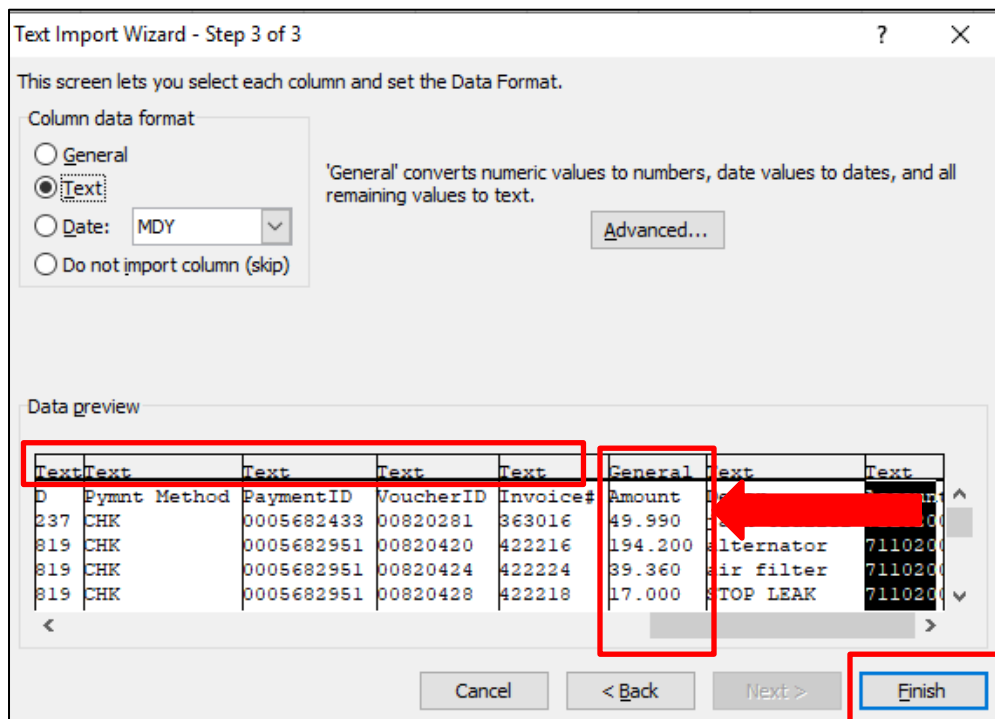 Text Import Wizard - Step 3 of 3 ?
This screen lets you select each column and set the Data Format.
Column data format
General
Text
Date: MDY
Do not import column (skip)
'General' converts numeric values to numbers, date values to dates, and all
remaining values to text.
Advanced...
Data preview
Text Text Text Text Text General Text Text
D Pymnt Method PaymentID VoucherID Invoice# Amount
237 CHK 0005682433 00820281 363016 49.990
819 CHK 0005682951 00820420 422216 194.200 alternator 7110200
819 CHK 0005682951 00820424 422224 39.360 air filter 7110200
819 CHK 0005682951 00820428 422218 17.000 STOP LEAK 7110200
Cancel < Back Next > Finish